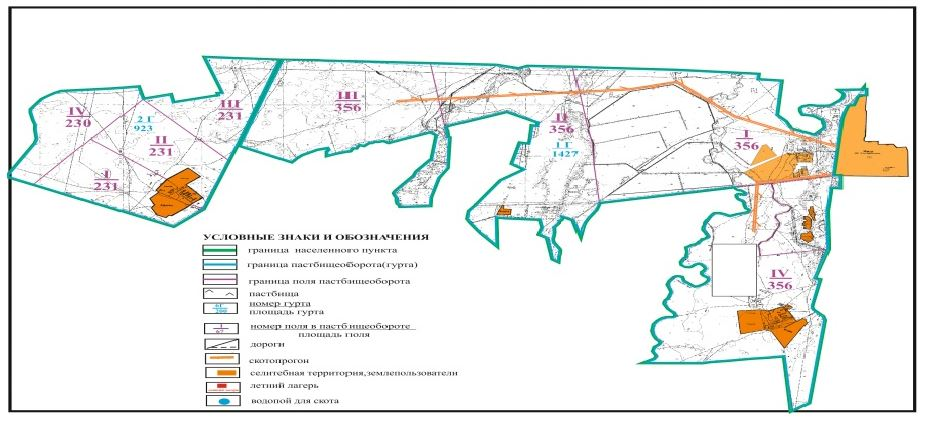 IV
230
2 Г
923
II
231
III
231
I
231
III
356
II
356
1 Г
1427
I
356
IV
356
УСЛОВНЫЕ ЗНАКИ И ОБОЗНАЧЕНИЯ
граница населенного пункта
граница пастбищеоборота(гурта)
граница поля пастбищеоборота
пастбища
номер гурта
площадь гурта
номер поля в пастбищеобороте
площадь поля
дороги
скотопрогон
селитебная территория,землепользователи
летний лагерь
водопой для скота